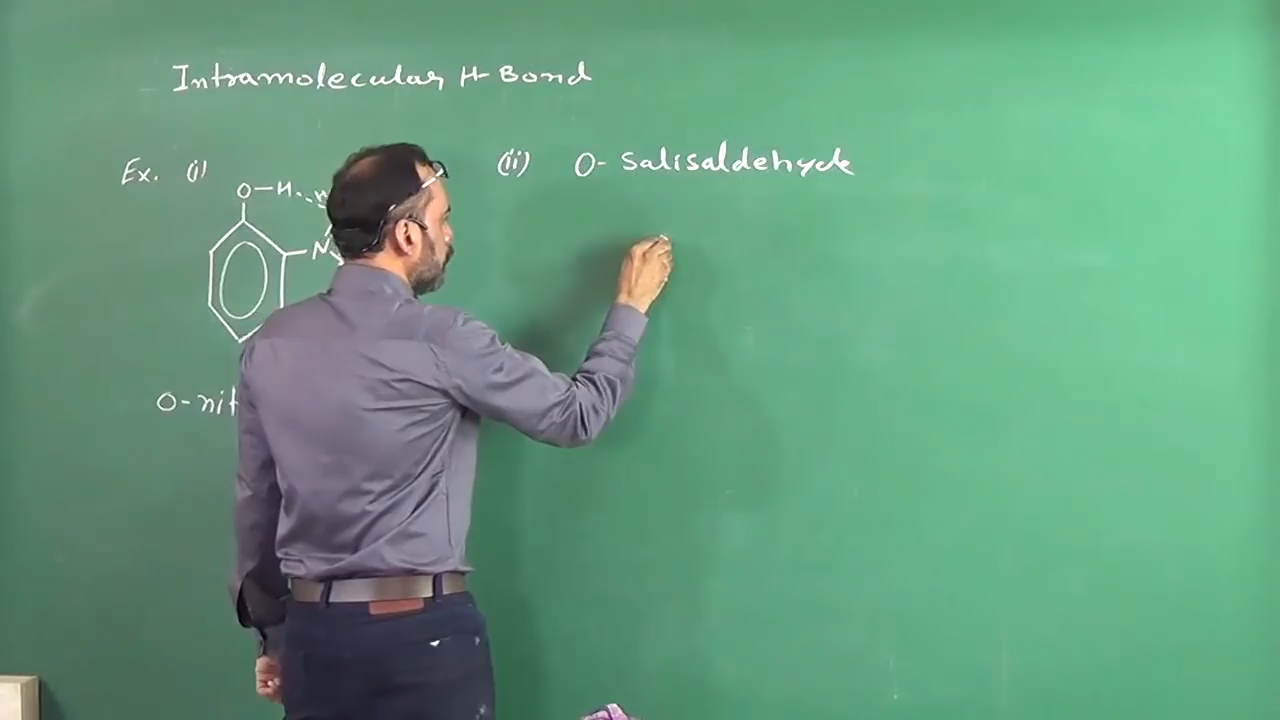 Intramolecular H-Bond
Ex. (i)
(ii) O- Salisaldehyde
O-H
N
O-nit